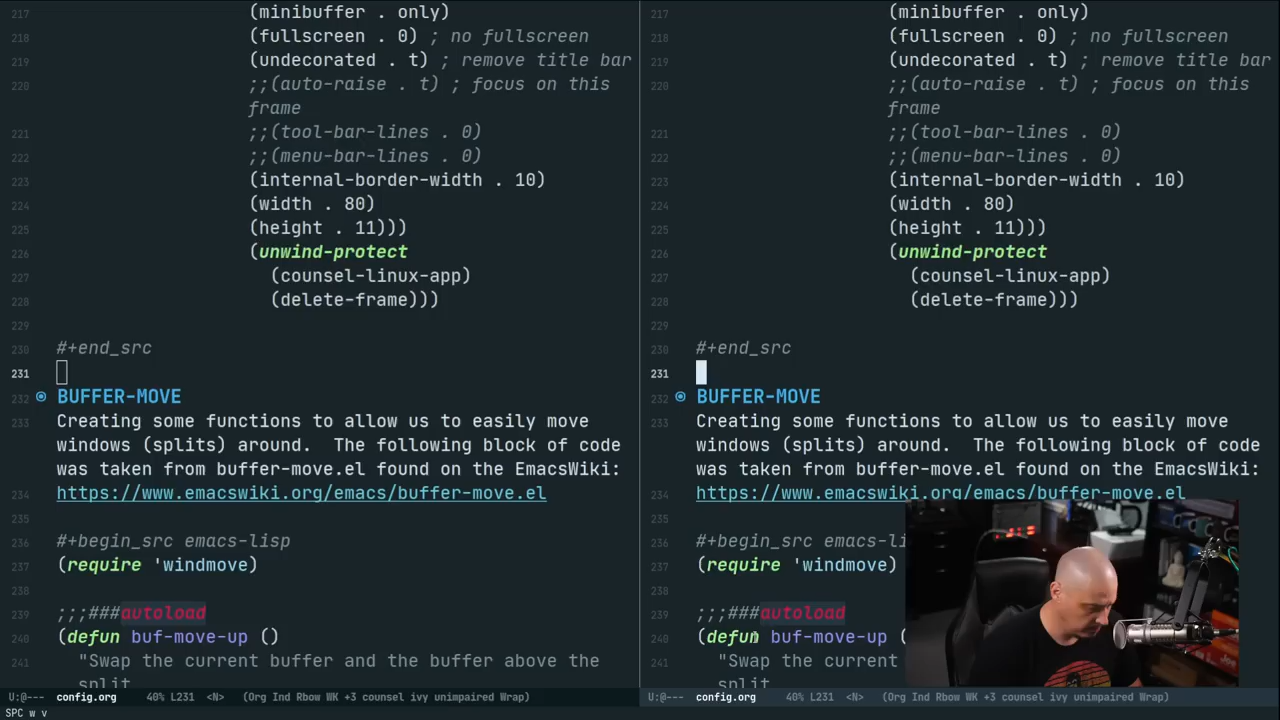 217 (minibuffer . only)
218 (fullscreen . 0) ; no fullscreen
219 (undecorated . t) ; remove title bar
220 ;;(auto-raise . t) ; focus on this
frame
221 ;;(tool-bar-lines . 0)
222 ;;(menu-bar-lines . 0)
223 (internal-border-width . 10)
224 (width . 80)
225 (height . 11)))
226 (unwind-protect
227 (counsel-linux-app)
228 (delete-frame)))
229
230 #+end_src
231
232 BUFFER-MOVE
233 Creating some functions to allow us to easily move
windows (splits) around.  The following block of code
was taken from buffer-move.el found on the EmacsWiki:
234 https://www.emacswiki.org/emacs/buffer-move.el
235
236 #+begin_src emacs-lisp
237 (require 'windmove)
238
239 ;;;###autoload
240 (defun buf-move-up ()
241 "Swap the current buffer and the buffer above the
split
U:@--- config.org 40% L231 <N> (Org Ind Rbow WK +3 counsel ivy unimpaired Wrap)
217 (minibuffer . only)
218 (fullscreen . 0) ; no fullscreen
219 (undecorated . t) ; remove title bar
220 ;;(auto-raise . t) ; focus on this
frame
221 ;;(tool-bar-lines . 0)
222 ;;(menu-bar-lines . 0)
223 (internal-border-width . 10)
224 (width . 80)
225 (height . 11)))
226 (unwind-protect
227 (counsel-linux-app)
228 (delete-frame)))
229
230 #+end_src
231
232 BUFFER-MOVE
233 Creating some functions to allow us to easily move
windows (splits) around.  The following block of code
was taken from buffer-move.el found on the EmacsWiki:
234 https://www.emacswiki.org/emacs/buffer-move.el
235
236 #+begin_src emacs-li
237 (require 'windmove)
238
239 ;;;###autoload
240 (defun buf-move-up (
241 "Swap the current
split
U:@--- config.org 40% L231 <N> (Org Ind Rbow WK +3 counsel ivy unimpaired Wrap)
SPC w v